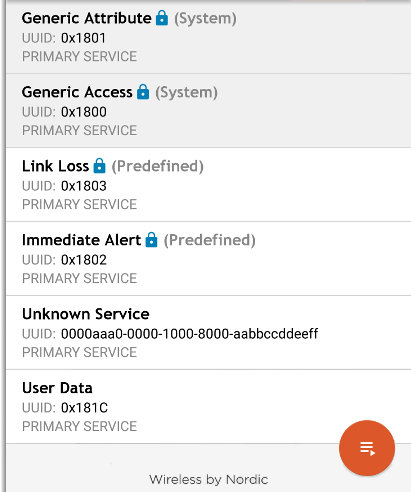 Generic Attribute (System)
UUID: 0x1801
PRIMARY SERVICE
Generic Access (System)
UUID: 0x1800
PRIMARY SERVICE
Link Loss (Predefined)
UUID: 0x1803
PRIMARY SERVICE
Immediate Alert (Predefined)
UUID: 0x1802
PRIMARY SERVICE
Unknown Service
UUID: 0000aaa0-0000-1000-8000-aabbccddeeff
PRIMARY SERVICE
User Data
UUID: 0x181C
PRIMARY SERVICE
Wireless by Nordic